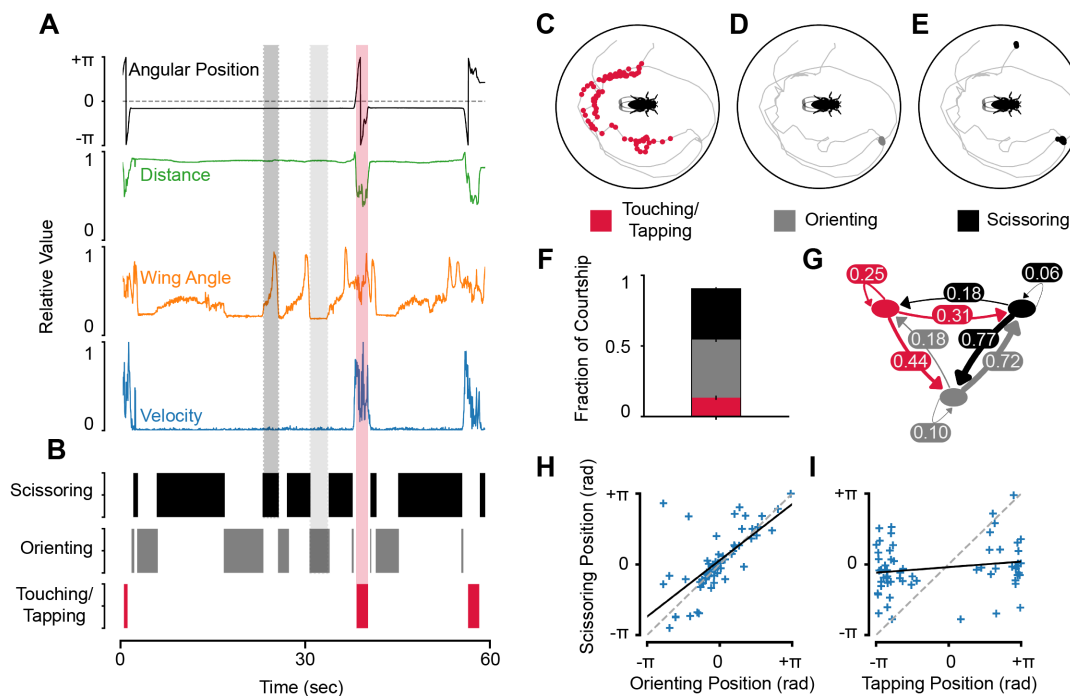 A
Relative Value
+π
0
-π
Angular Position
1
Distance
0
1
Wing Angle
0
1
Velocity
0
B
Scissoring
Orienting
Touching/
Tapping
0
60
Time (sec)
C
D
E
Touching/
Tapping
Orienting
Scissoring
F
Fraction of Courtship
1
0.5
0
G
0.25
0.06
0.18
0.31
0.18
0.77
0.44
0.72
0.10
H
Scissoring Position (rad)
+π
0
-π
-π
0
+π
Orienting Position (rad)
I
+π
0
-π
-π
0
+π
Tapping Position (rad)